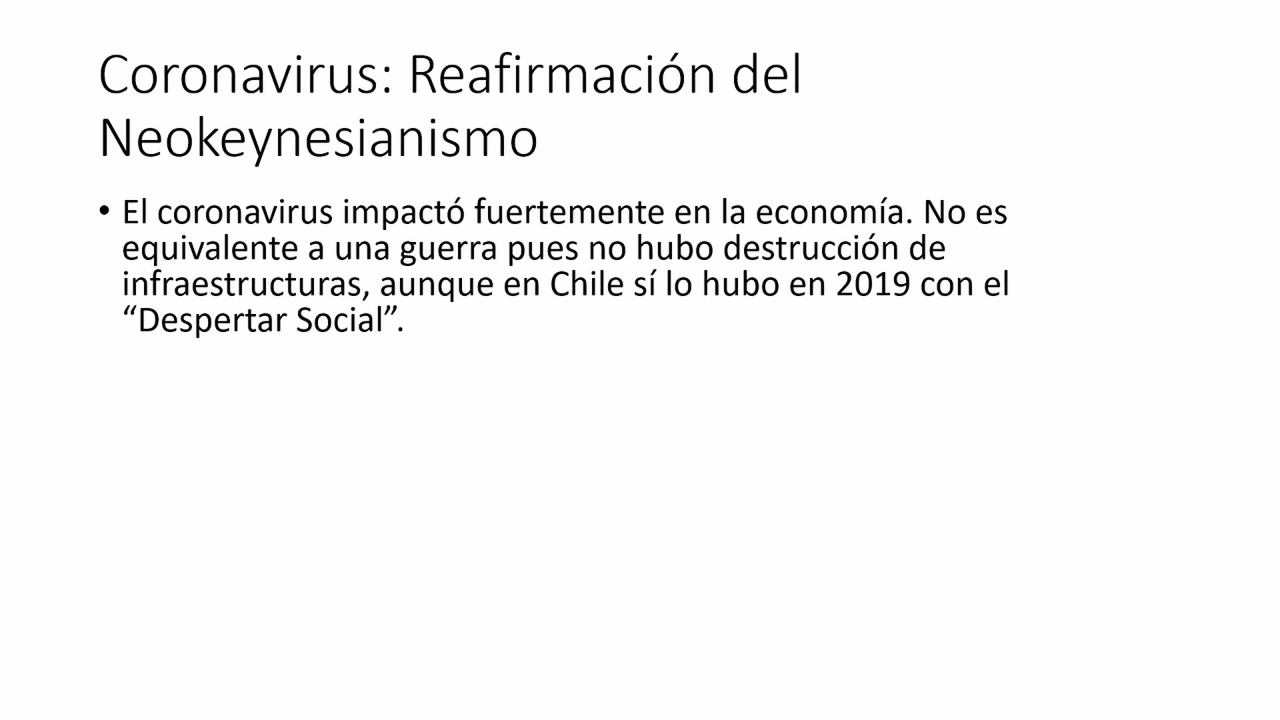 Coronavirus: Reafirmación del
Neokeynesianismo
• El coronavirus impactó fuertemente en la economía. No es
equivalente a una guerra pues no hubo destrucción de
infraestructuras, aunque en Chile sí lo hubo en 2019 con el
“Despertar Social”.